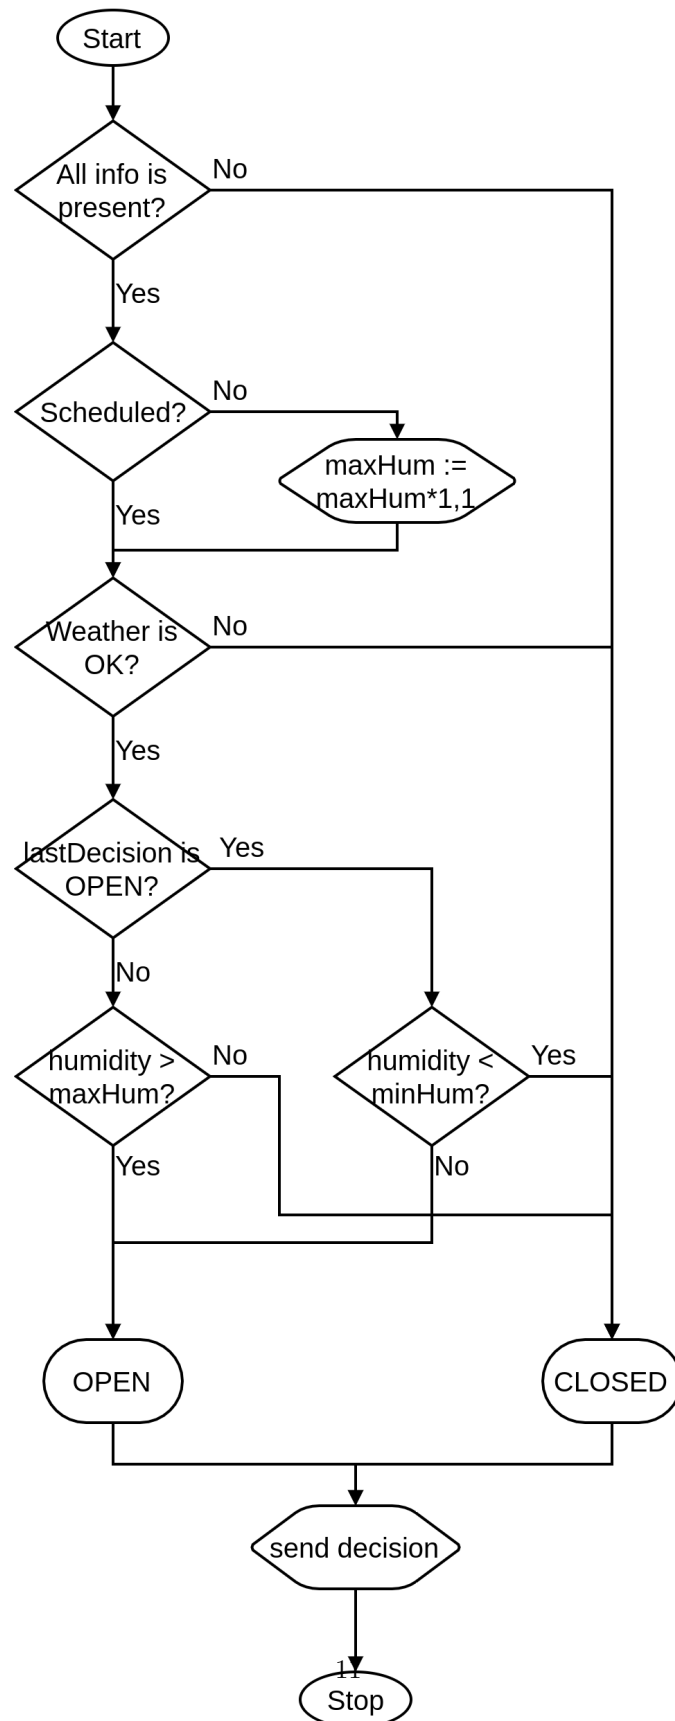 Start
All info is
present?
No
Yes
Scheduled?
No
maxHum :=
maxHum*1,1
Yes
Weather is
OK?
No
Yes
lastDecision is
OPEN?
Yes
No
humidity >
maxHum?
No
humidity <
minHum?
Yes
Yes
No
OPEN
CLOSED
send decision
11
Stop